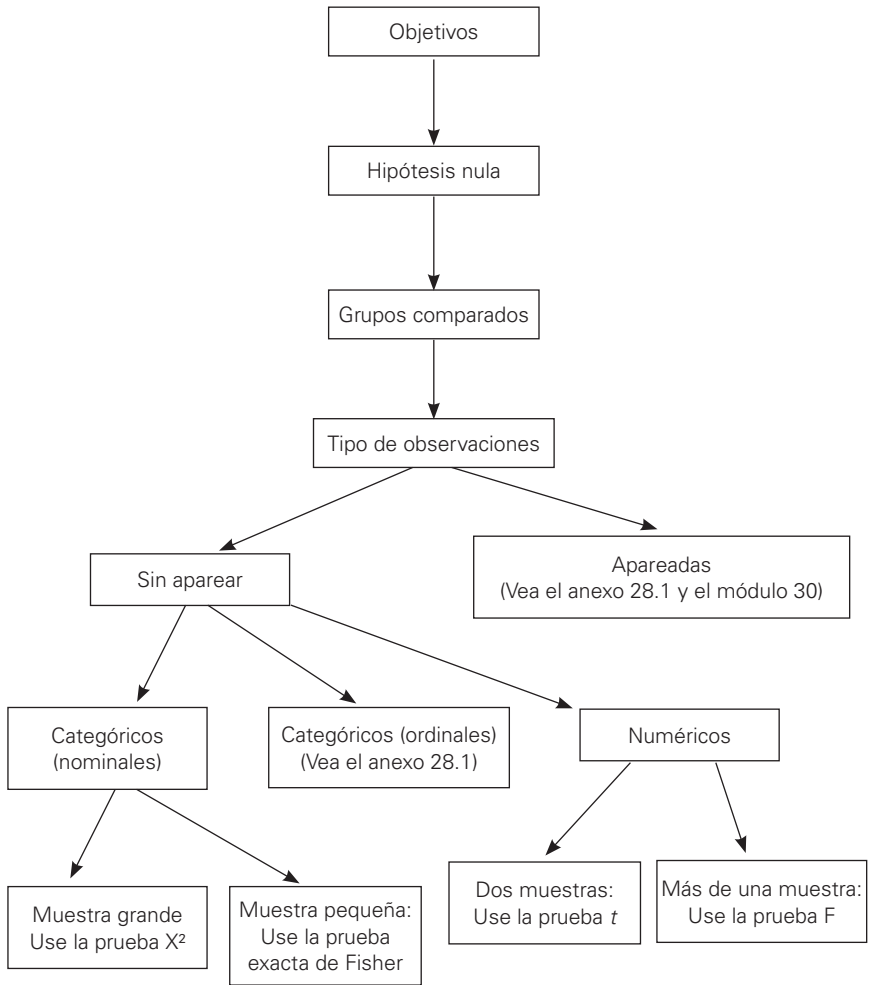 Objetivos
Hipótesis nula
Grupos comparados
Tipo de observaciones
Sin aparear
Apareadas
(Vea el anexo 28.1 y el módulo 30)
Categóricos
(nominales)
Categóricos (ordinales)
(Vea el anexo 28.1)
Numéricos
Muestra grande
Use la prueba X²
Muestra pequeña:
Use la prueba
exacta de Fisher
Dos muestras:
Use la prueba t
Más de una muestra:
Use la prueba F